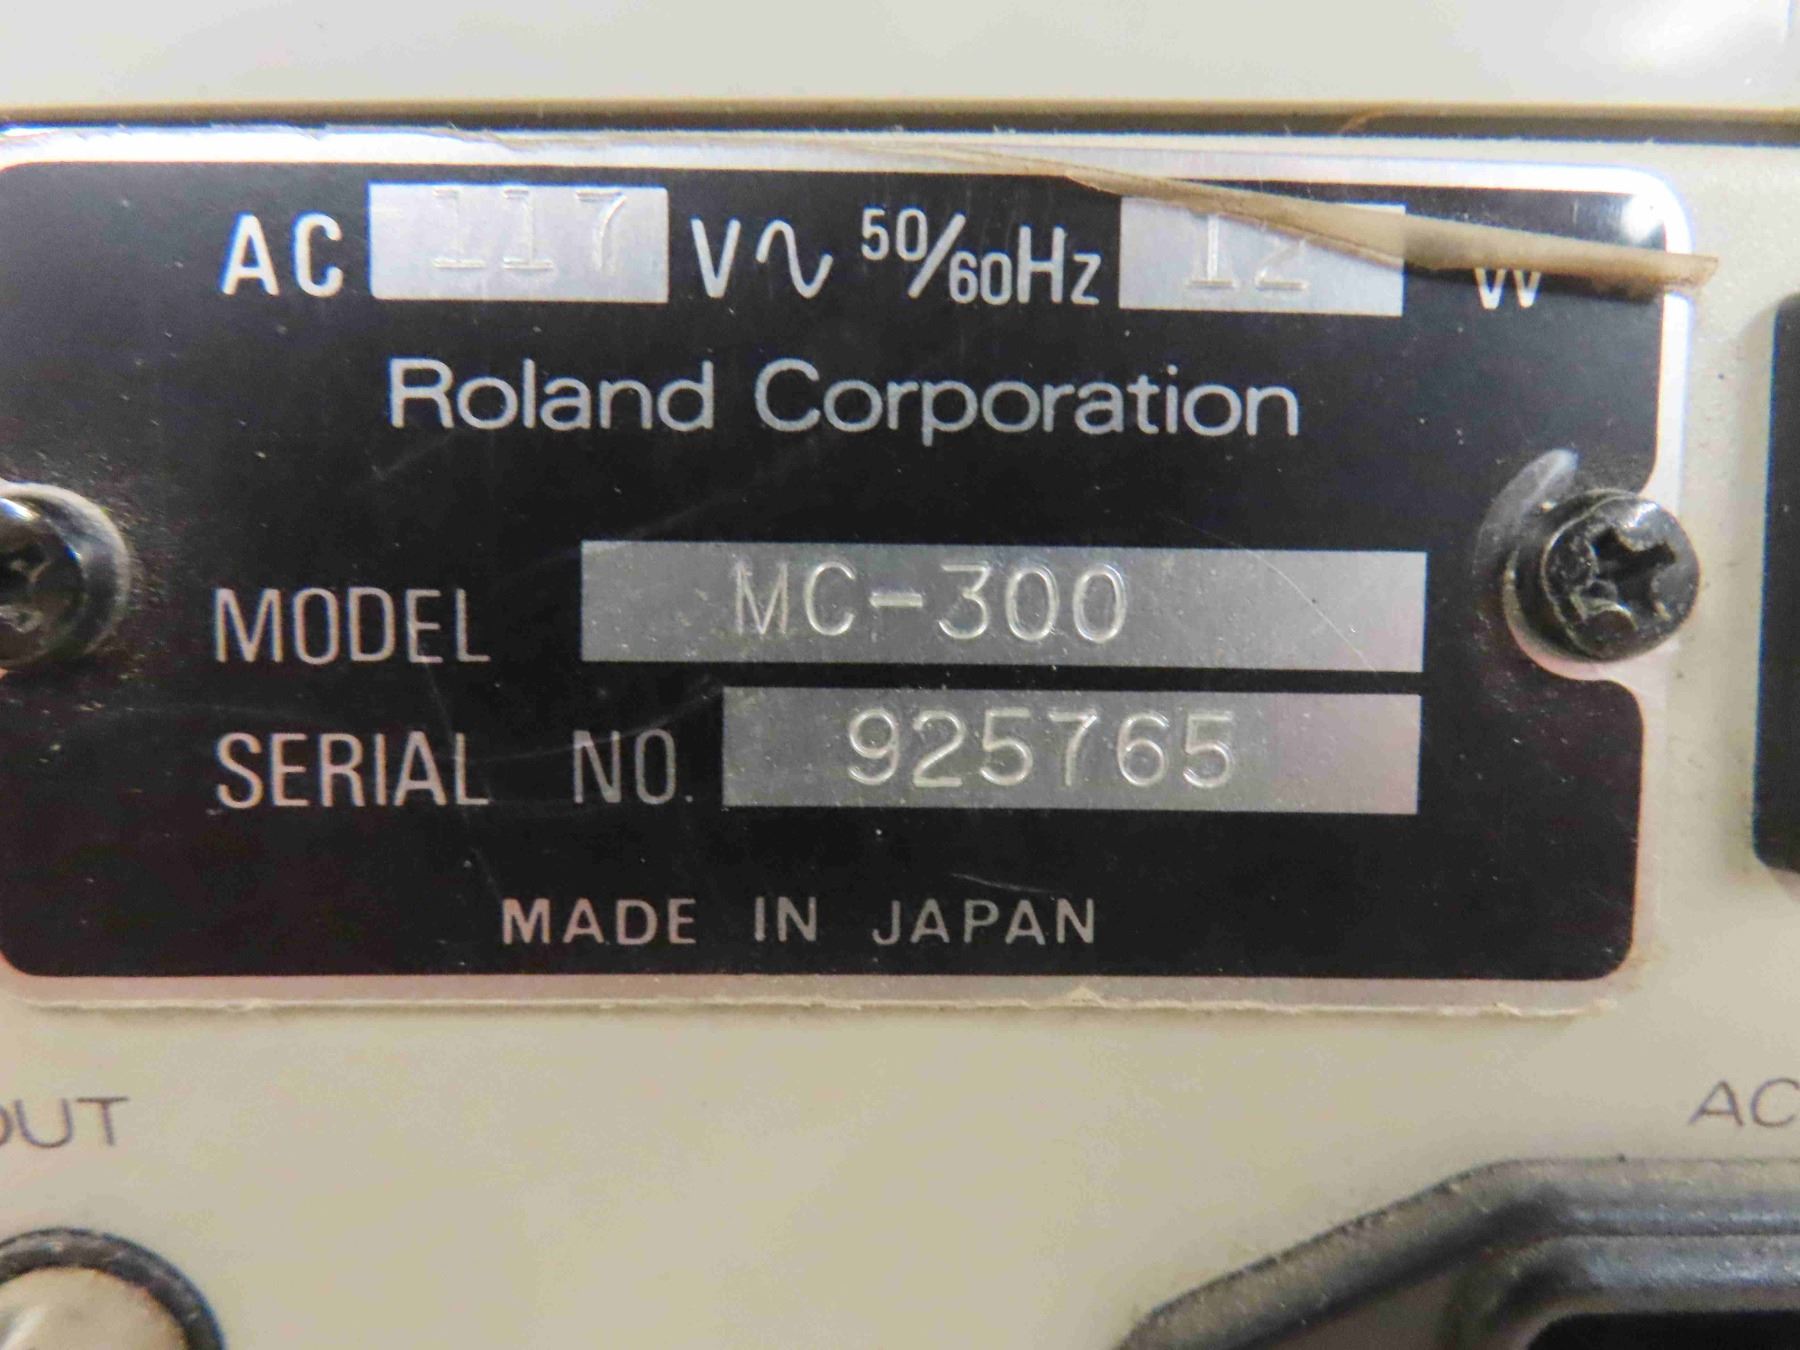 AC 117 V∿ 50/60Hz 12 W
Roland Corporation
MODEL MC-300
SERIAL NO. 925765
MADE IN JAPAN
OUT
AC